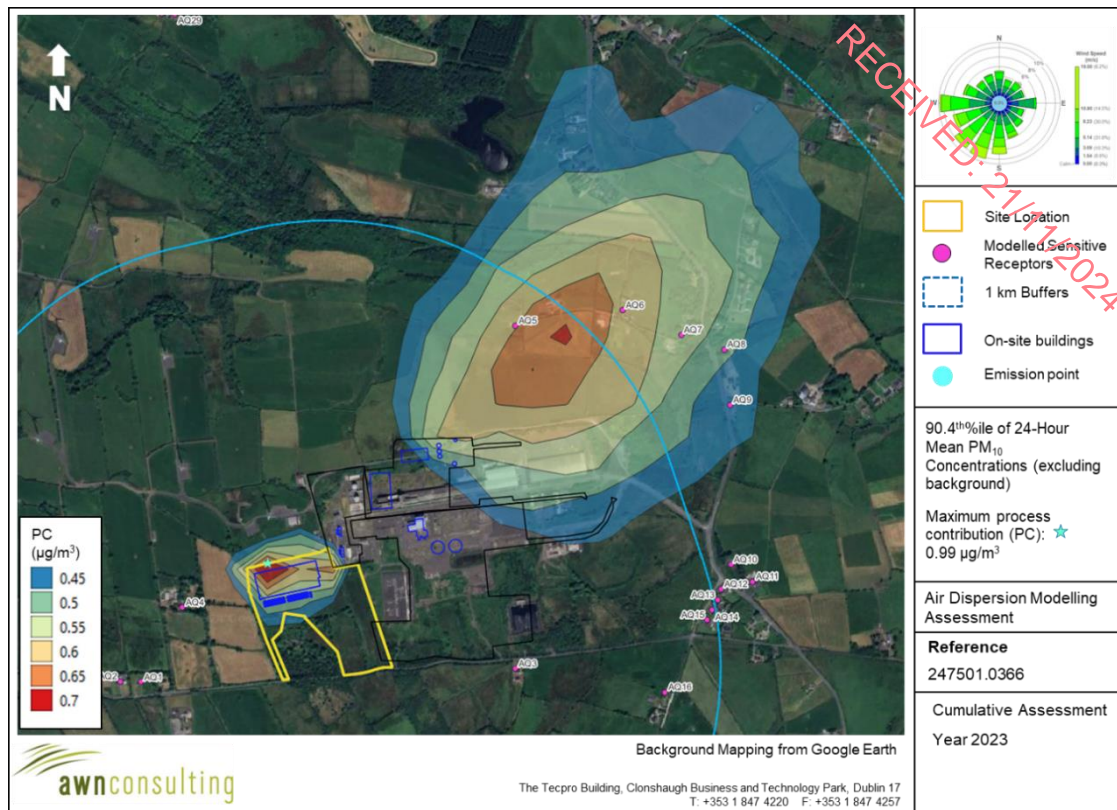 AQ29
N
AQ5
AQ6
AQ7
AQ8
AQ9
AQ10
AQ11
AQ12
AQ13
AQ14
AQ15
AQ16
AQ3
AQ4
AQ2
AQ1
PC
(µg/m³)
0.45
0.5
0.55
0.6
0.65
0.7
N
E
S
Wind Speed
(m/s)
RECEIVED: 21/11/2024
Site Location
Modelled Sensitive
Receptors
1 km Buffers
On-site buildings
Emission point
90.4th%ile of 24-Hour
Mean PM₁₀
Concentrations (excluding
background)
Maximum process
contribution (PC):
0.99 µg/m³
Air Dispersion Modelling
Assessment
Reference
247501.0366
Cumulative Assessment
Year 2023
Background Mapping from Google Earth
awnconsulting
The Tecpro Building, Clonshaugh Business and Technology Park, Dublin 17
T: +353 1 847 4220 F: +353 1 847 4257